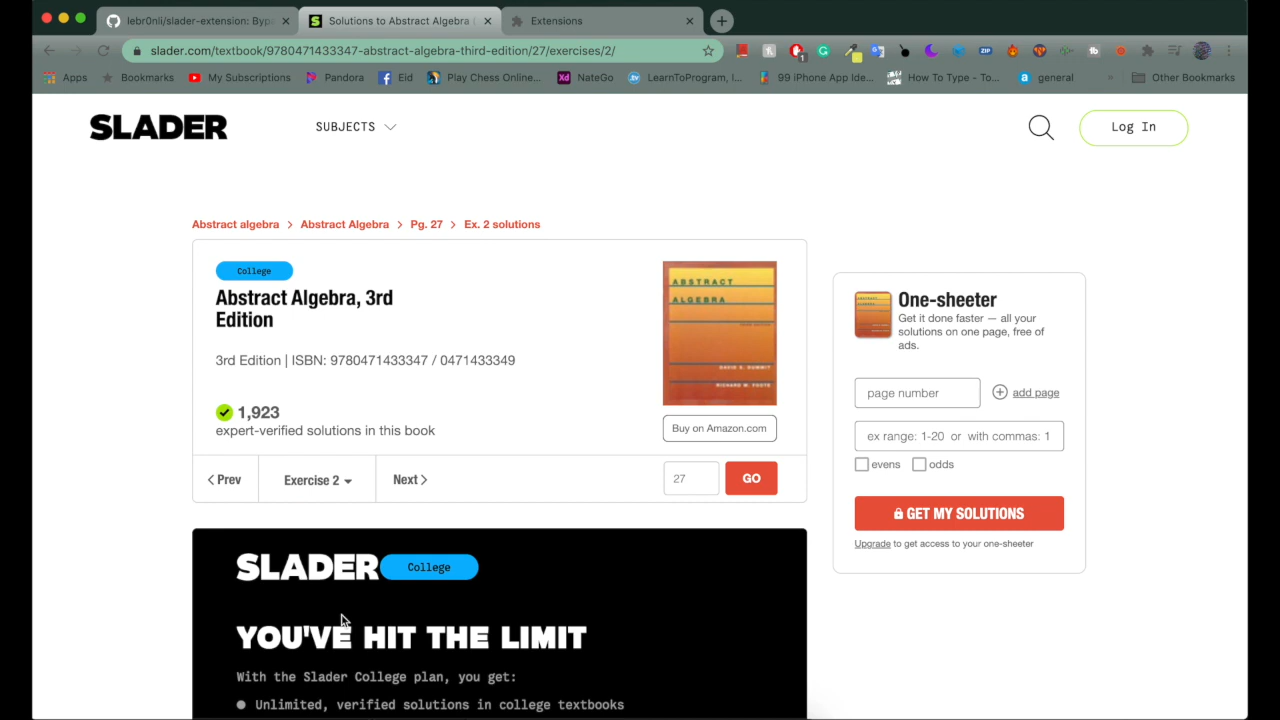 lebr0nli/slader-extension: Bypa
Solutions to Abstract Algebra
Extensions
slader.com/textbook/9780471433347-abstract-algebra-third-edition/27/exercises/2/
Apps
Bookmarks
My Subscriptions
Pandora
Eid
Play Chess Online...
NateGo
LearnToProgram, I...
99 iPhone App Ide...
How To Type - To...
general
Other Bookmarks
SLADER
SUBJECTS
Log In
Abstract algebra > Abstract Algebra > Pg. 27 > Ex. 2 solutions
College
Abstract Algebra, 3rd
Edition
3rd Edition | ISBN: 9780471433347 / 0471433349
1,923
expert-verified solutions in this book
ABSTRACT
ALGEBRA
DAVID S. DUMMIT
RICHARD M. FOOTE
Buy on Amazon.com
< Prev
Exercise 2
Next >
27
GO
One-sheeter
Get it done faster — all your
solutions on one page, free of
ads.
page number
add page
ex range: 1-20 or with commas: 1
evens
odds
GET MY SOLUTIONS
Upgrade to get access to your one-sheeter
SLADER
College
YOU'VE HIT THE LIMIT
With the Slader College plan, you get:
Unlimited, verified solutions in college textbooks